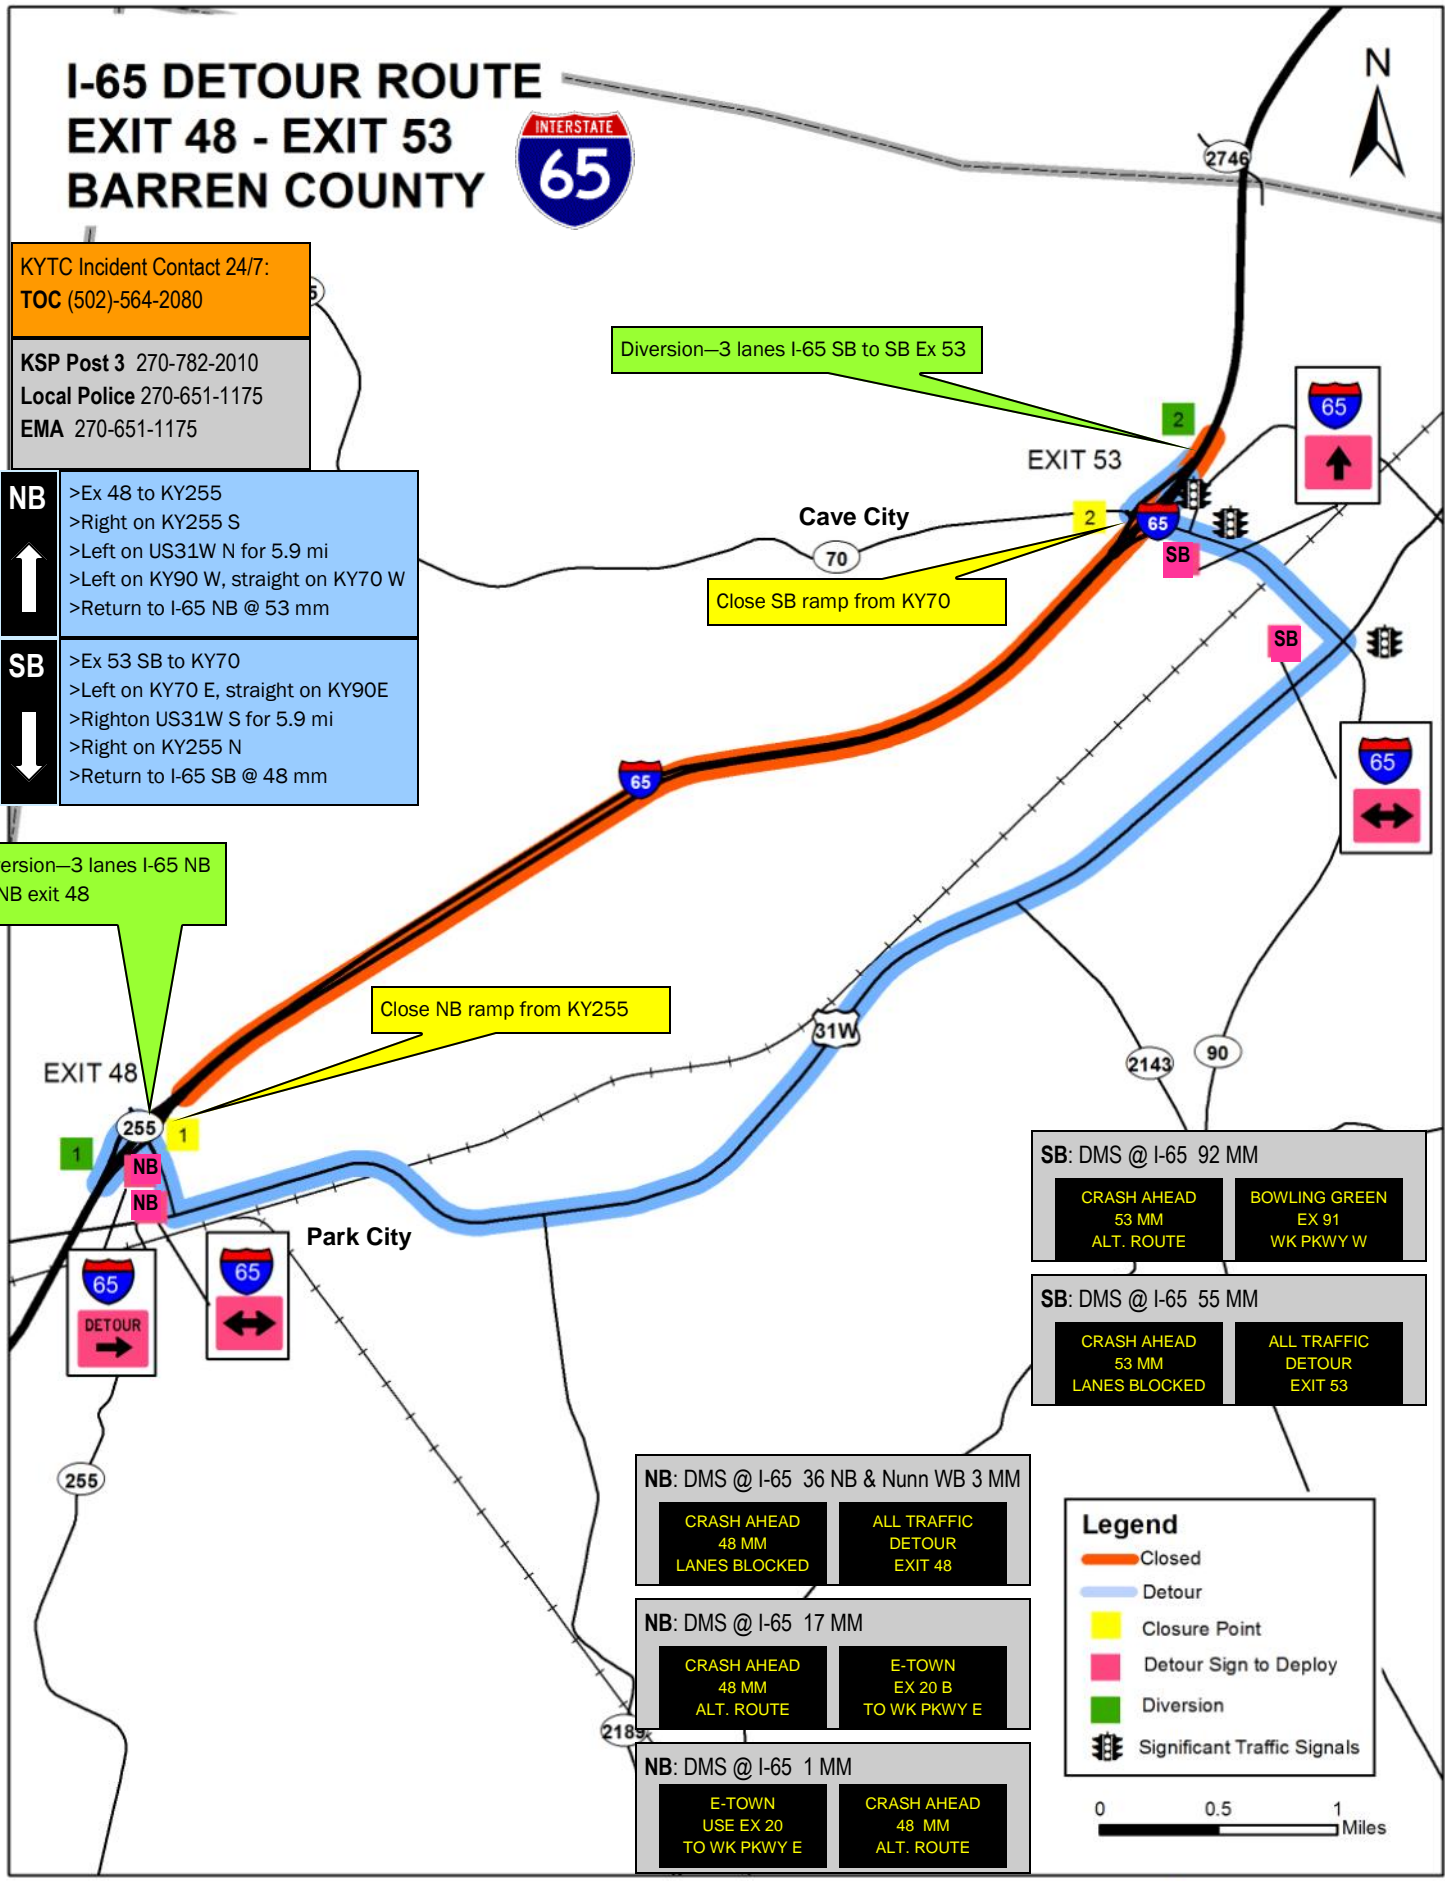 I-65 DETOUR ROUTE
EXIT 48 - EXIT 53
BARREN COUNTY
INTERSTATE
65
N
2746
KYTC Incident Contact 24/7:
TOC (502)-564-2080
5
KSP Post 3 270-782-2010
Local Police 270-651-1175
EMA 270-651-1175
NB
>Ex 48 to KY255
>Right on KY255 S
>Left on US31W N for 5.9 mi
>Left on KY90 W, straight on KY70 W
>Return to I-65 NB @ 53 mm
SB
>Ex 53 SB to KY70
>Left on KY70 E, straight on KY90E
>Righton US31W S for 5.9 mi
>Right on KY255 N
>Return to I-65 SB @ 48 mm
Diversion—3 lanes I-65 SB to SB Ex 53
2
65
EXIT 53
Cave City
2
65
70
SB
Close SB ramp from KY70
SB
65
65
ersion—3 lanes I-65 NB
NB exit 48
Close NB ramp from KY255
31W
EXIT 48
2143
90
255
1
1
NB
NB
Park City
65
DETOUR
65
255
2189
SB: DMS @ I-65 92 MM
CRASH AHEAD
53 MM
ALT. ROUTE
BOWLING GREEN
EX 91
WK PKWY W
SB: DMS @ I-65 55 MM
CRASH AHEAD
53 MM
LANES BLOCKED
ALL TRAFFIC
DETOUR
EXIT 53
NB: DMS @ I-65 36 NB & Nunn WB 3 MM
CRASH AHEAD
48 MM
LANES BLOCKED
ALL TRAFFIC
DETOUR
EXIT 48
NB: DMS @ I-65 17 MM
CRASH AHEAD
48 MM
ALT. ROUTE
E-TOWN
EX 20 B
TO WK PKWY E
NB: DMS @ I-65 1 MM
E-TOWN
USE EX 20
TO WK PKWY E
CRASH AHEAD
48 MM
ALT. ROUTE
Legend
Closed
Detour
Closure Point
Detour Sign to Deploy
Diversion
Significant Traffic Signals
0 0.5 1
Miles